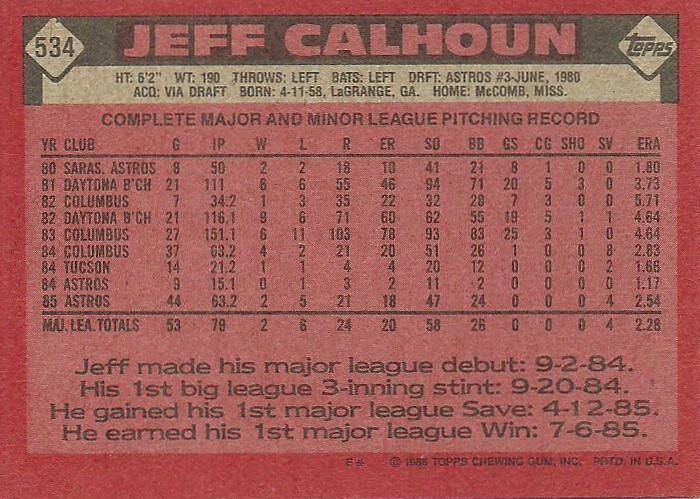 534 JEFF CALHOUN Topps
HT: 6'2" WT: 190 THROWS: LEFT BATS: LEFT DRFT: ASTROS #3-JUNE, 1980
ACQ: VIA DRAFT BORN: 4-11-58, LaGRANGE, GA. HOME: McCOMB, MISS.
COMPLETE MAJOR AND MINOR LEAGUE PITCHING RECORD
YR CLUB G IP W L R ER SO BB GS CG SHO SV ERA
80 SARAS. ASTROS 8 50 2 2 18 10 41 21 8 1 0 0 1.80
81 DAYTONA B'CH 21 111 6 6 55 46 94 71 20 5 3 0 3.73
82 COLUMBUS 7 34.2 1 3 35 22 32 28 7 3 0 0 5.71
82 DAYTONA B'CH 21 116.1 9 6 71 60 62 55 19 5 1 1 4.64
83 COLUMBUS 27 151.1 6 11 103 78 93 83 25 3 1 0 4.64
84 COLUMBUS 37 63.2 4 2 21 20 51 26 1 0 0 8 2.83
84 TUCSON 14 21.2 1 1 4 4 20 12 0 0 0 2 1.66
84 ASTROS 9 15.1 0 1 3 2 11 2 0 0 0 0 1.17
85 ASTROS 44 63.2 2 5 21 18 47 24 0 0 0 4 2.54
MAJ. LEA. TOTALS 53 79 2 6 24 20 58 26 0 0 0 4 2.28
Jeff made his major league debut: 9-2-84.
His 1st big league 3-inning stint: 9-20-84.
He gained his 1st major league Save: 4-12-85.
He earned his 1st major league Win: 7-6-85.
F* © 1986 TOPPS CHEWING GUM, INC. PRTD. IN U.S.A.